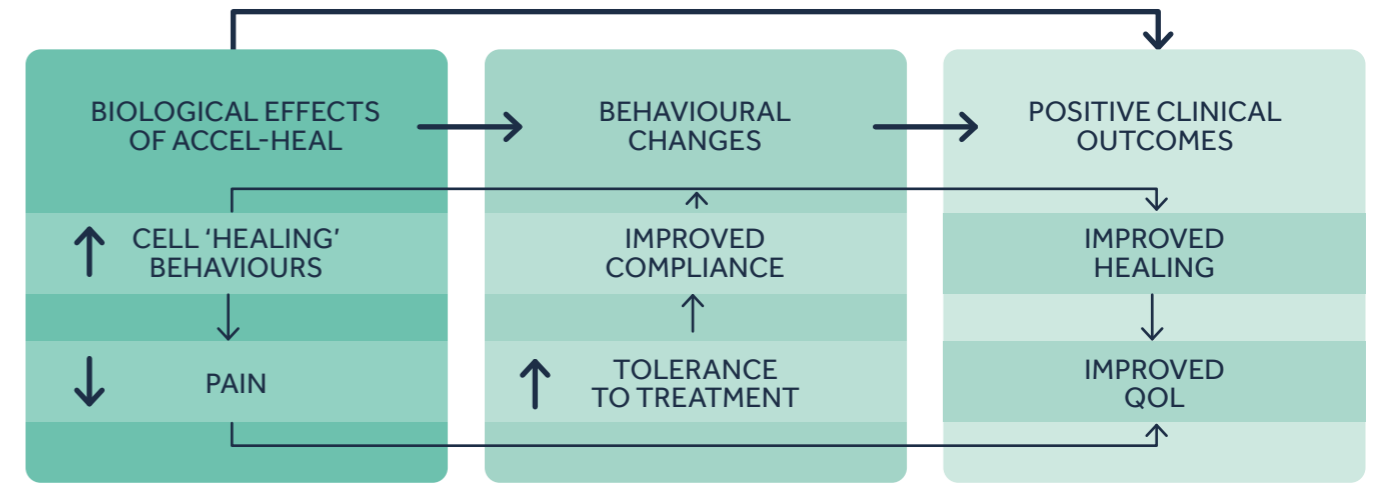 BIOLOGICAL EFFECTS
OF ACCEL-HEAL
BEHAVIOURAL
CHANGES
POSITIVE CLINICAL
OUTCOMES
CELL ‘HEALING’
BEHAVIOURS
IMPROVED
COMPLIANCE
IMPROVED
HEALING
PAIN
TOLERANCE
TO TREATMENT
IMPROVED
QOL